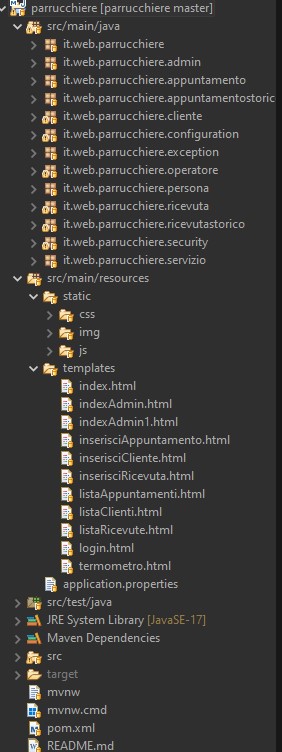 parrucchiere [parrucchiere master]
src/main/java
it.web.parrucchiere
it.web.parrucchiere.admin
it.web.parrucchiere.appuntamento
it.web.parrucchiere.appuntamentostoric
it.web.parrucchiere.cliente
it.web.parrucchiere.configuration
it.web.parrucchiere.exception
it.web.parrucchiere.operatore
it.web.parrucchiere.persona
it.web.parrucchiere.ricevuta
it.web.parrucchiere.ricevutastorico
it.web.parrucchiere.security
it.web.parrucchiere.servizio
src/main/resources
static
css
img
js
templates
index.html
indexAdmin.html
indexAdmin1.html
inserisciAppuntamento.html
inserisciCliente.html
inserisciRicevuta.html
listaAppuntamenti.html
listaClienti.html
listaRicevute.html
login.html
termometro.html
application.properties
src/test/java
JRE System Library [JavaSE-17]
Maven Dependencies
src
target
mvnw
mvnw.cmd
pom.xml
README.md